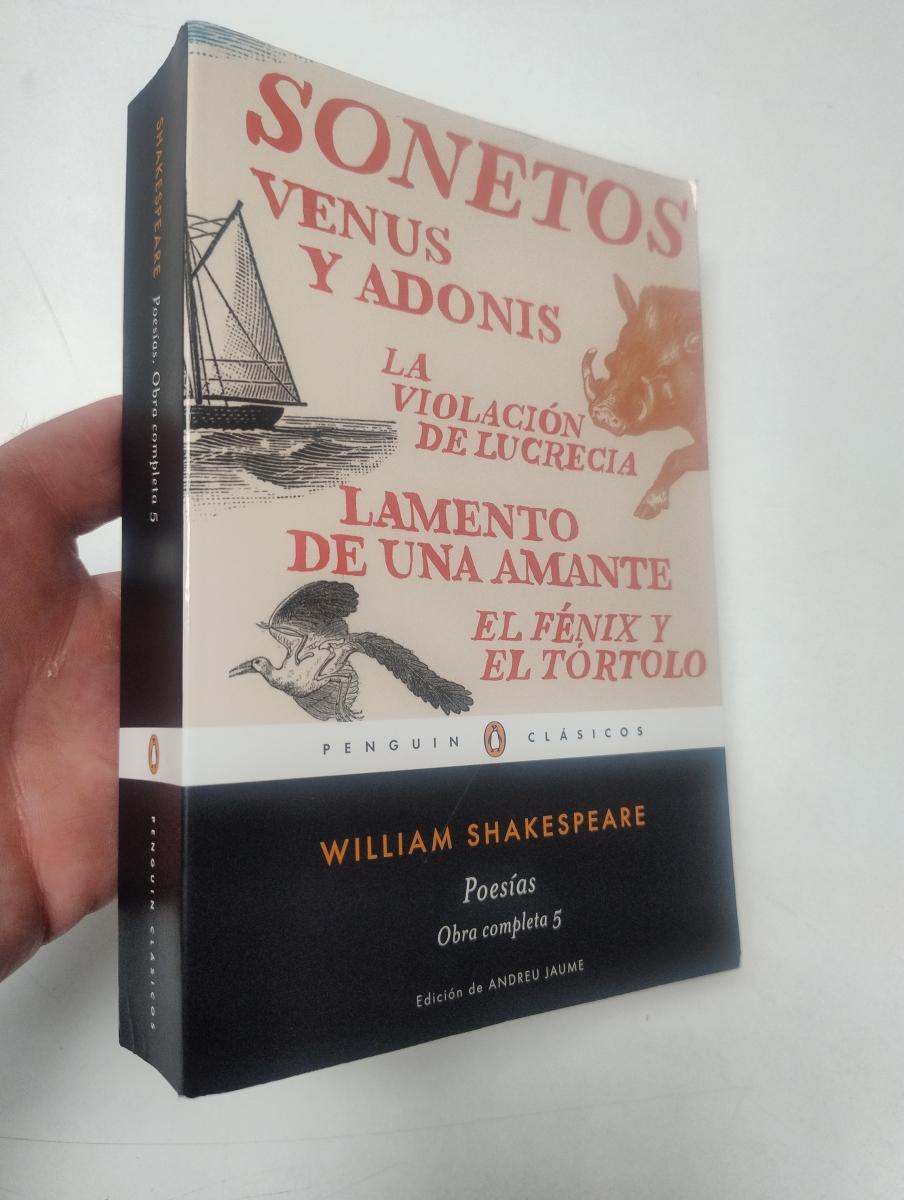 SHAKESPEARE Poesías. Obra completa 5
PENGUIN CLÁSICOS
SONETOS
VENUS
Y ADONIS
LA
VIOLACIÓN
DE LUCRECIA
LAMENTO
DE UNA AMANTE
EL FÉNIX Y
EL TÓRTOLO
PENGUIN CLÁSICOS
WILLIAM SHAKESPEARE
Poesías
Obra completa 5
Edición de ANDREU JAUME